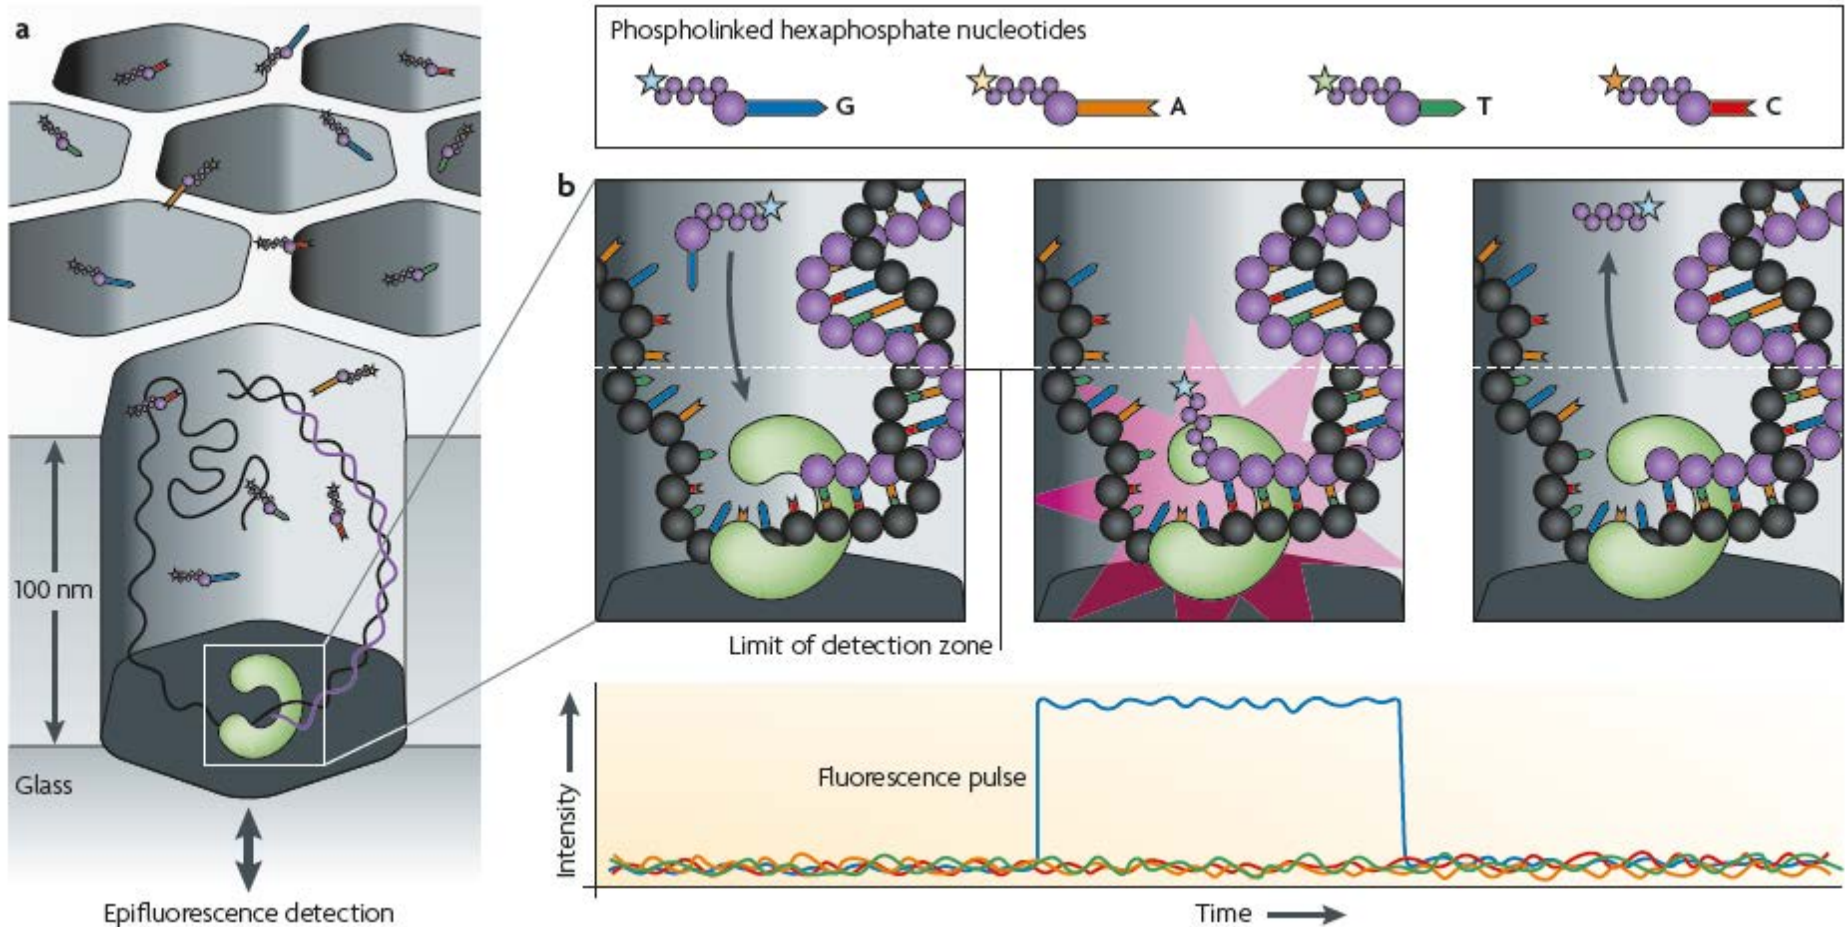 a
Phospholinked hexaphosphate nucleotides
G
A
T
C
b
100 nm
Glass
Epifluorescence detection
Limit of detection zone
Intensity
Fluorescence pulse
Time